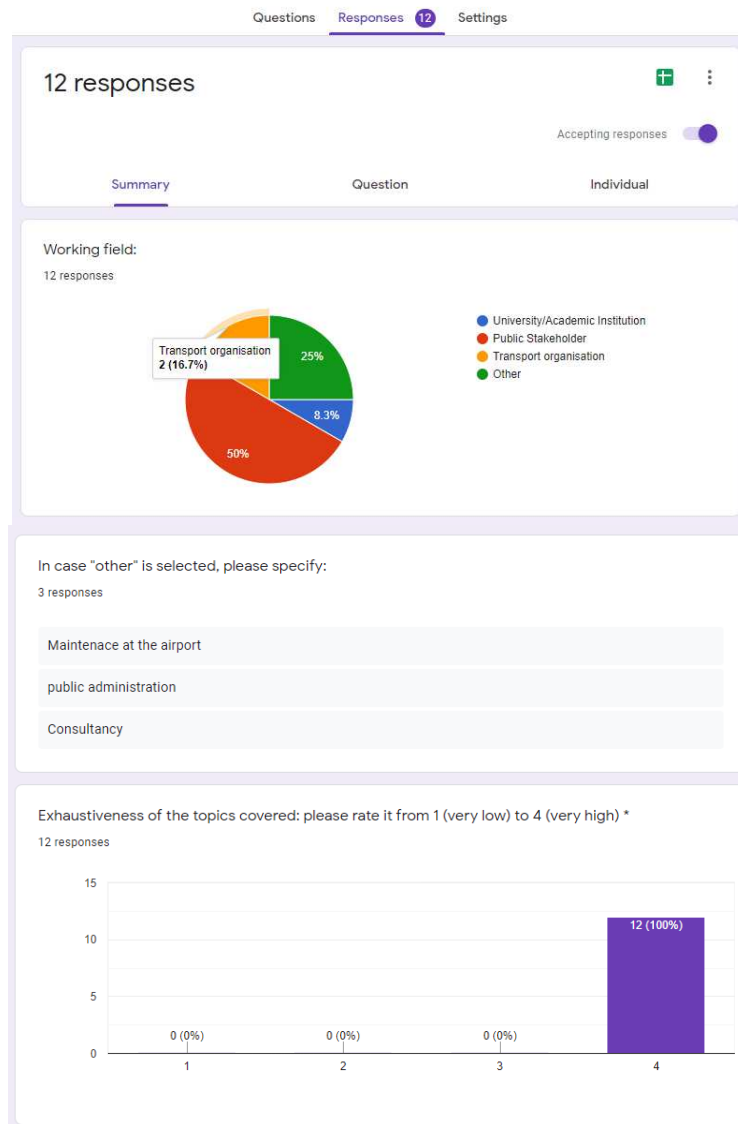 Questions Responses 12 Settings
12 responses
Accepting responses
Summary Question Individual
Working field:
12 responses
University/Academic Institution
Public Stakeholder
Transport organisation
Other
Transport organisation
2 (16.7%)
25%
8.3%
50%
In case "other" is selected, please specify:
3 responses
Maintenace at the airport
public administration
Consultancy
Exhaustiveness of the topics covered: please rate it from 1 (very low) to 4 (very high) *
12 responses
15
10
5
0
0 (0%) 0 (0%) 0 (0%) 12 (100%)
1 2 3 4